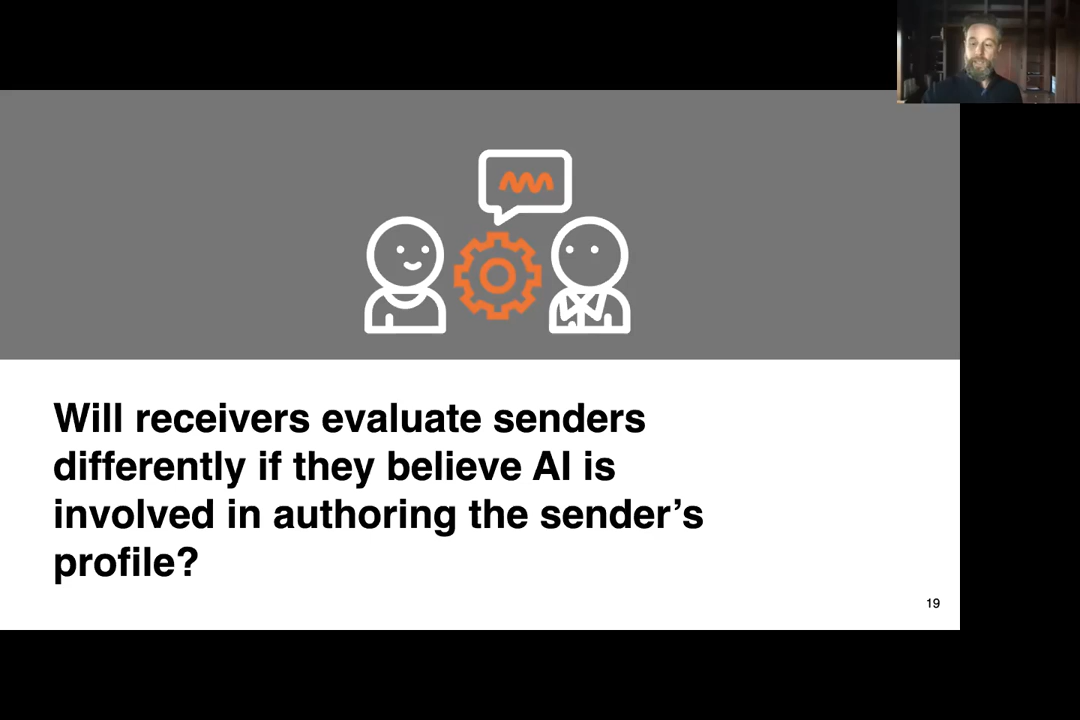 Will receivers evaluate senders
differently if they believe AI is
involved in authoring the sender’s
profile?
19